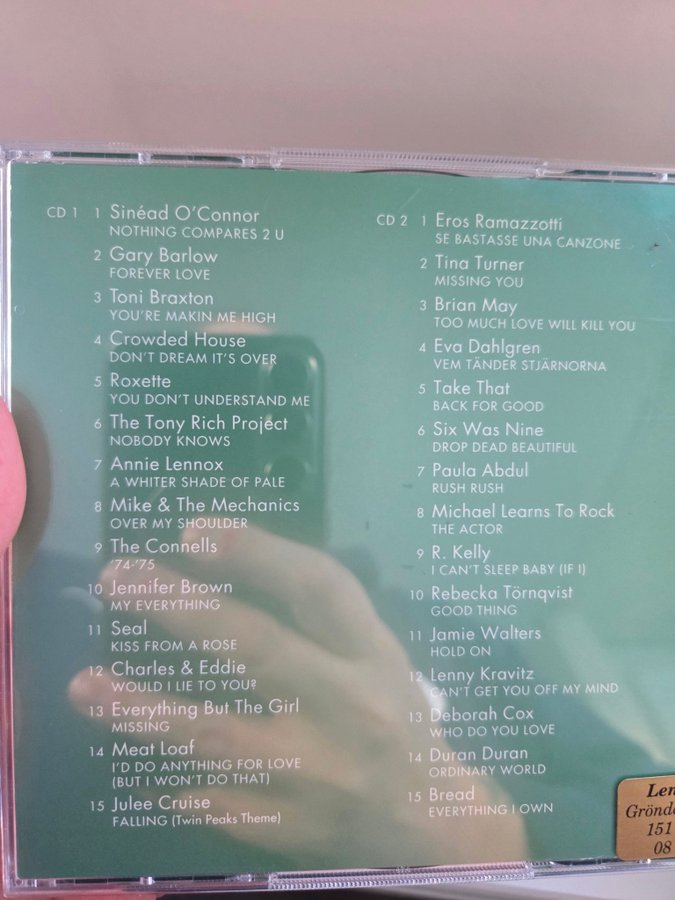 CD 1 1 Sinéad O'Connor
NOTHING COMPARES 2 U
2 Gary Barlow
FOREVER LOVE
3 Toni Braxton
YOU'RE MAKIN ME HIGH
4 Crowded House
DON'T DREAM IT'S OVER
5 Roxette
YOU DON'T UNDERSTAND ME
6 The Tony Rich Project
NOBODY KNOWS
7 Annie Lennox
A WHITER SHADE OF PALE
8 Mike & The Mechanics
OVER MY SHOULDER
9 The Connells
'74-'75
10 Jennifer Brown
MY EVERYTHING
11 Seal
KISS FROM A ROSE
12 Charles & Eddie
WOULD I LIE TO YOU?
13 Everything But The Girl
MISSING
14 Meat Loaf
I'D DO ANYTHING FOR LOVE
(BUT I WON'T DO THAT)
15 Julee Cruise
FALLING (Twin Peaks Theme)
CD 2 1 Eros Ramazzotti
SE BASTASSE UNA CANZONE
2 Tina Turner
MISSING YOU
3 Brian May
TOO MUCH LOVE WILL KILL YOU
4 Eva Dahlgren
VEM TÄNDER STJÄRNORNA
5 Take That
BACK FOR GOOD
6 Six Was Nine
DROP DEAD BEAUTIFUL
7 Paula Abdul
RUSH RUSH
8 Michael Learns To Rock
THE ACTOR
9 R. Kelly
I CAN'T SLEEP BABY (IF I)
10 Rebecka Törnqvist
GOOD THING
11 Jamie Walters
HOLD ON
12 Lenny Kravitz
CAN'T GET YOU OFF MY MIND
13 Deborah Cox
WHO DO YOU LOVE
14 Duran Duran
ORDINARY WORLD
15 Bread
EVERYTHING I OWN
Len
Grönda
151
08